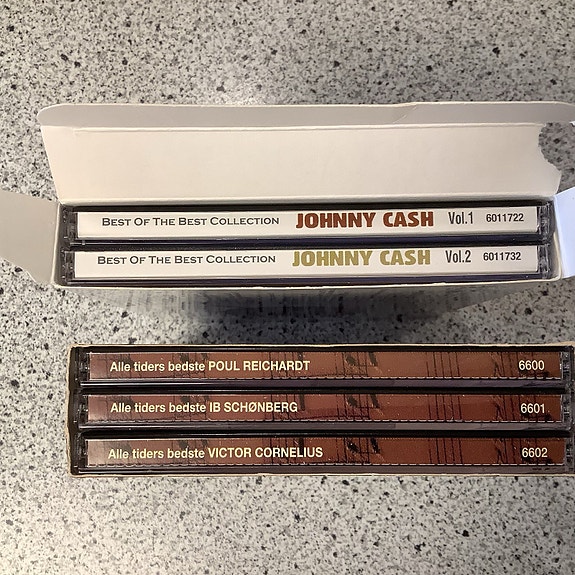 BEST OF THE BEST COLLECTION JOHNNY CASH Vol.1 6011722
BEST OF THE BEST COLLECTION JOHNNY CASH Vol.2 6011732
Alle tiders bedste POUL REICHARDT 6600
Alle tiders bedste IB SCHØNBERG 6601
Alle tiders bedste VICTOR CORNELIUS 6602